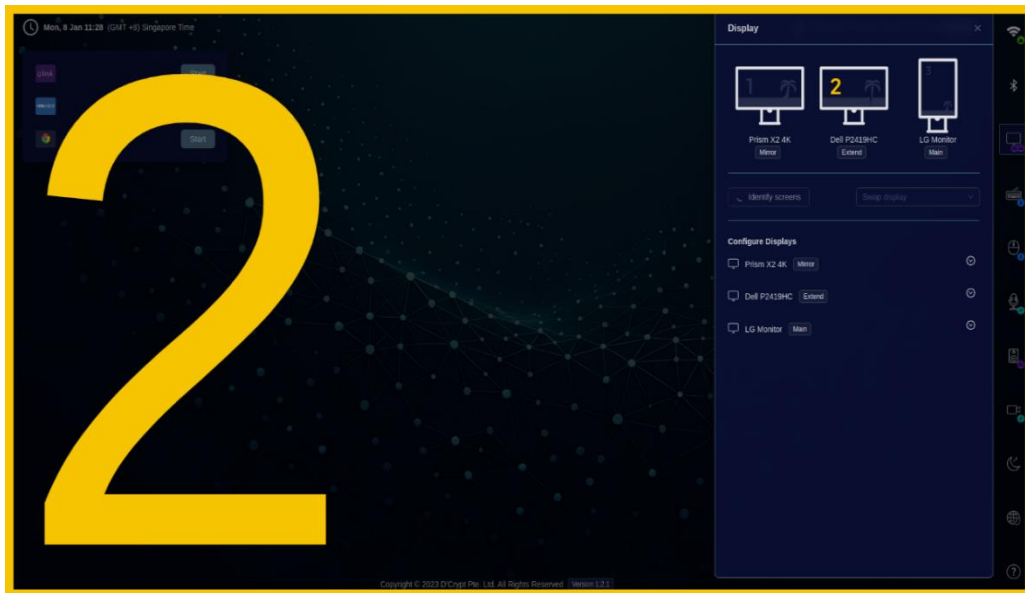 Mon, 8 Jan 11:28 (GMT +8) Singapore Time
Start
Start
2
Display
1
2
3
Prism X2 4K
Mirror
Dell P2419HC
Extend
LG Monitor
Main
Identify screens
Swap display
Configure Displays
Prism X2 4K Mirror
Dell P2419HC Extend
LG Monitor Main
Copyright © 2023 D'Crypt Pte. Ltd. All Rights Reserved Version 1.2.1